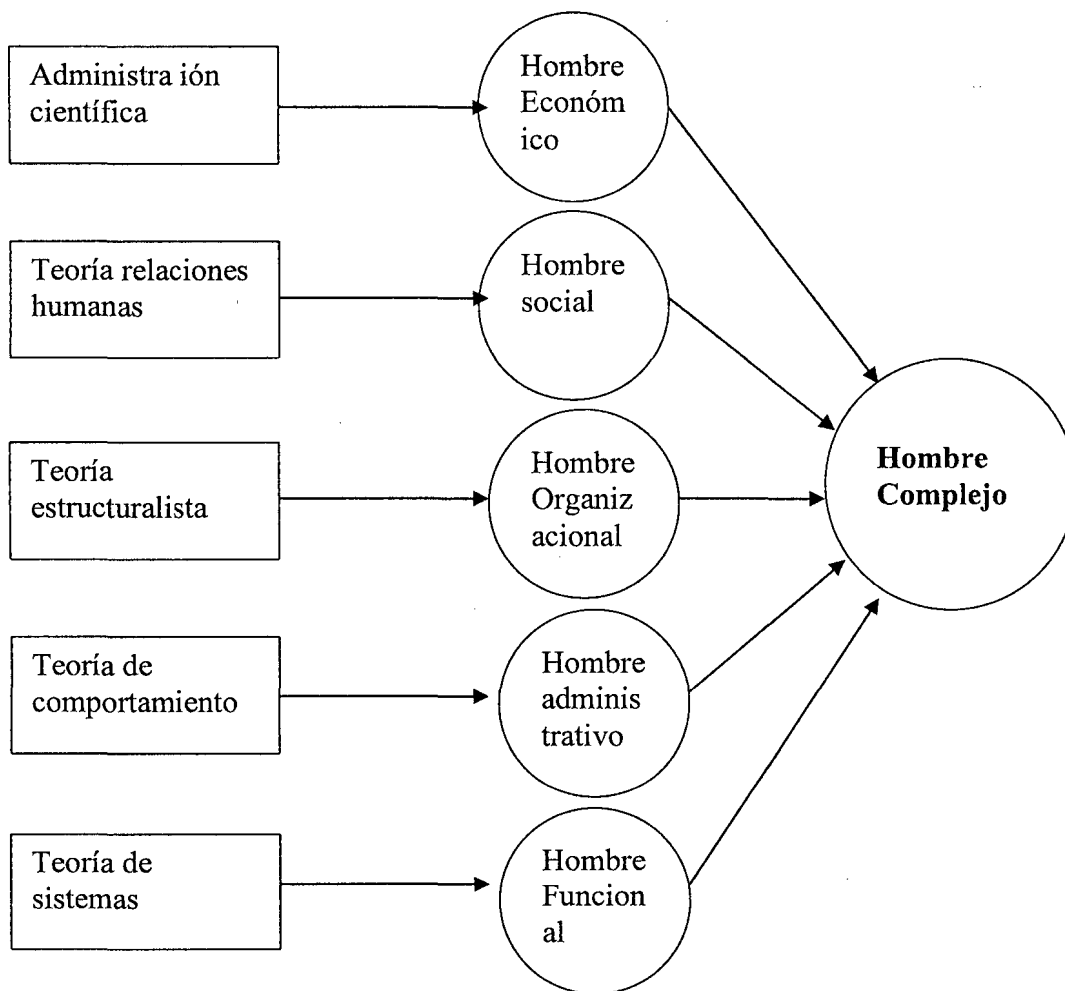 Administra ión
científica
Hombre
Económ
ico
Teoría relaciones
humanas
Hombre
social
Teoría
estructuralista
Hombre
Organiz
acional
Hombre
Complejo
Teoría de
comportamiento
Hombre
adminis
trativo
Teoría de
sistemas
Hombre
Funcion
al